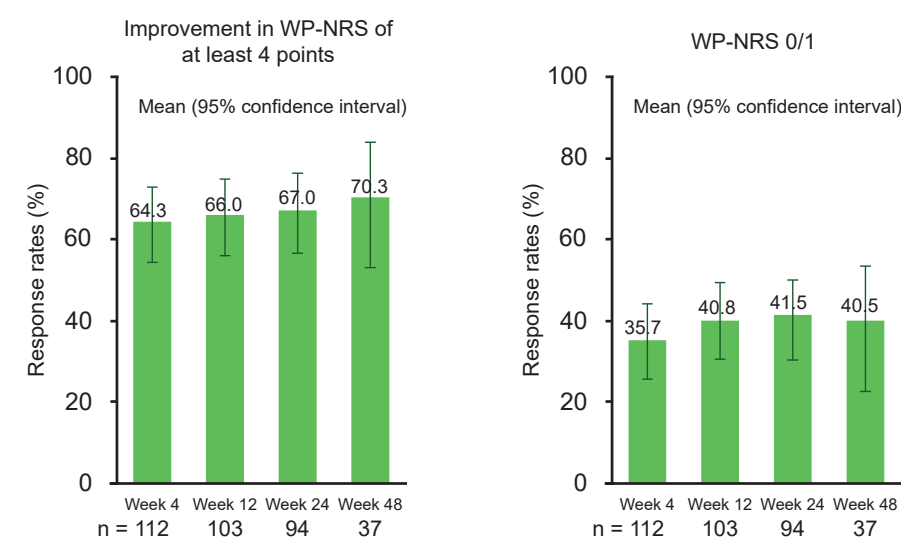 Improvement in WP-NRS of
at least 4 points
Mean (95% confidence interval)
Response rates (%)
100
80
60
40
20
0
64.3
66.0
67.0
70.3
Week 4 Week 12 Week 24 Week 48
n = 112 103 94 37
WP-NRS 0/1
Mean (95% confidence interval)
Response rates (%)
100
80
60
40
20
0
35.7
40.8
41.5
40.5
Week 4 Week 12 Week 24 Week 48
n = 112 103 94 37